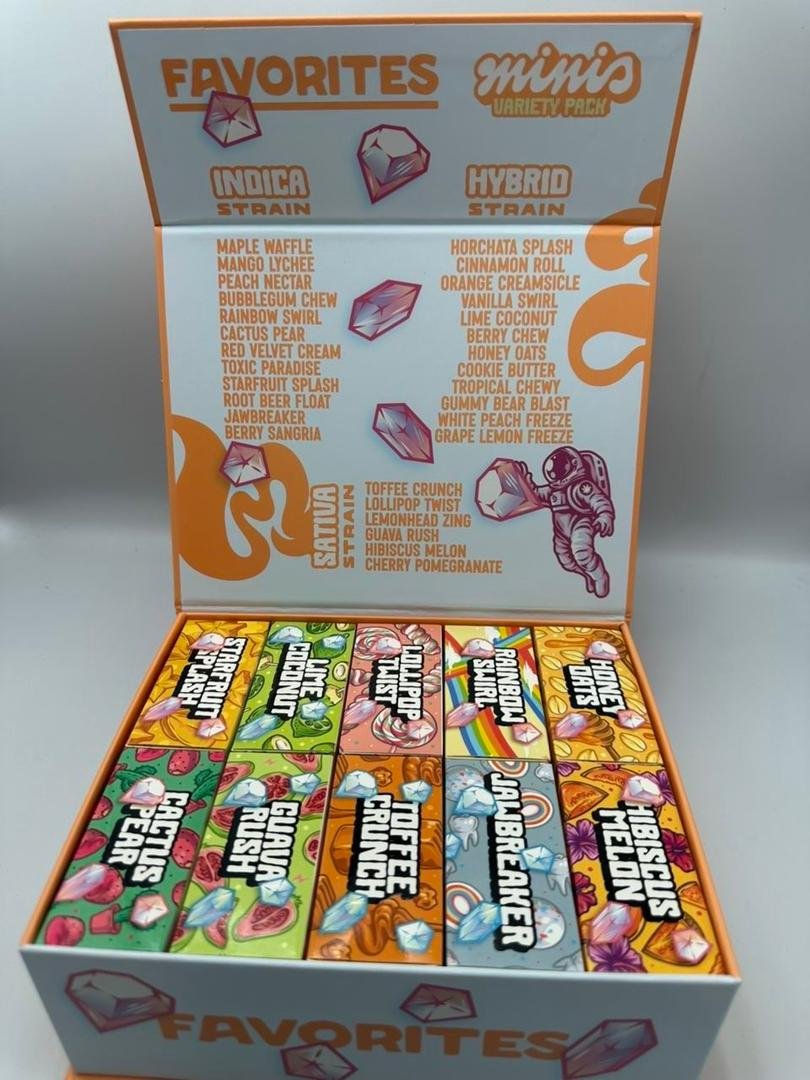 FAVORITES
minis
VARIETY PACK
INDICA
STRAIN
MAPLE WAFFLE
MANGO LYCHEE
PEACH NECTAR
BUBBLEGUM CHEW
RAINBOW SWIRL
CACTUS PEAR
RED VELVET CREAM
TOXIC PARADISE
STARFRUIT SPLASH
ROOT BEER FLOAT
JAWBREAKER
BERRY SANGRIA
HYBRID
STRAIN
HORCHATA SPLASH
CINNAMON ROLL
ORANGE CREAMSICLE
VANILLA SWIRL
LIME COCONUT
BERRY CHEW
HONEY OATS
COOKIE BUTTER
TROPICAL CHEWY
GUMMY BEAR BLAST
WHITE PEACH FREEZE
GRAPE LEMON FREEZE
SATIVA
STRAIN
TOFFEE CRUNCH
LOLLIPOP TWIST
LEMONHEAD ZING
GUAVA RUSH
HIBISCUS MELON
CHERRY POMEGRANATE
STARFRUIT
SPLASH
LIME
COCONUT
LOLLIPOP
TWIST
RAINBOW
SWIRL
HONEY
OATS
CACTUS
PEAR
GUAVA
RUSH
TOFFEE
CRUNCH
JAWBREAKER
HIBISCUS
MELON
FAVORITES